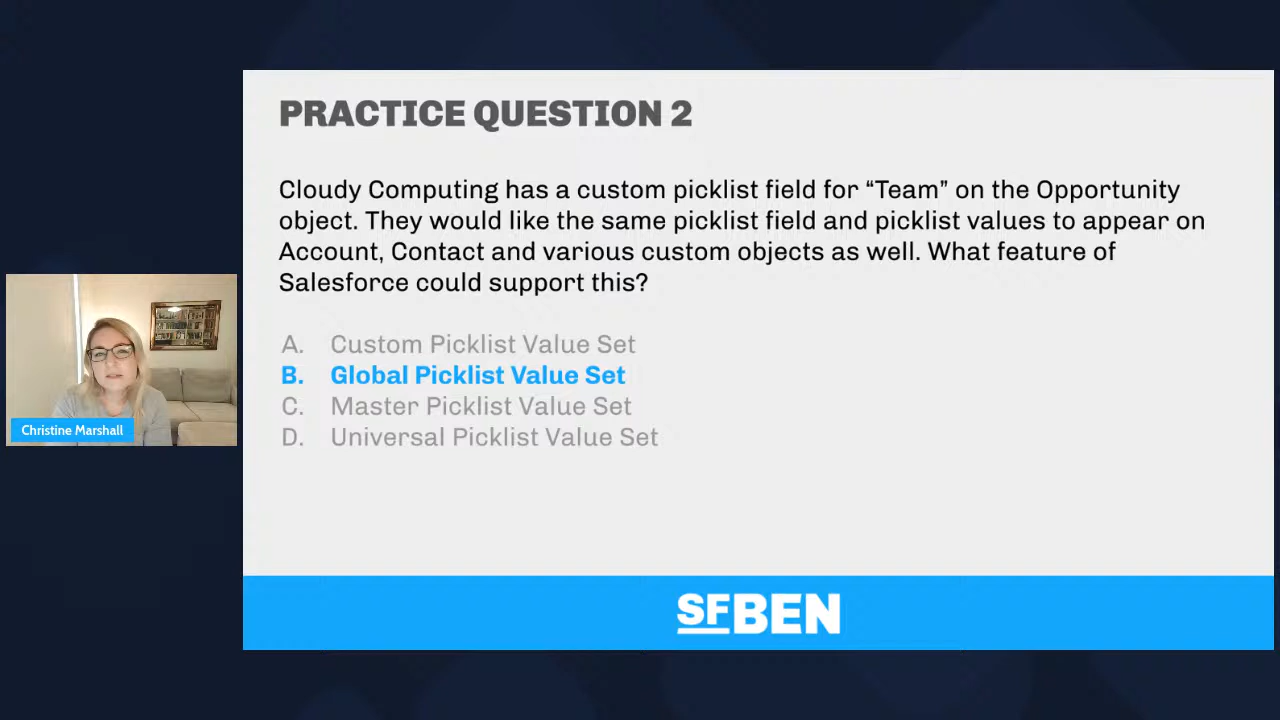 PRACTICE QUESTION 2
Cloudy Computing has a custom picklist field for “Team” on the Opportunity
object. They would like the same picklist field and picklist values to appear on
Account, Contact and various custom objects as well. What feature of
Salesforce could support this?
A. Custom Picklist Value Set
B. Global Picklist Value Set
C. Master Picklist Value Set
D. Universal Picklist Value Set
Christine Marshall
SFBEN